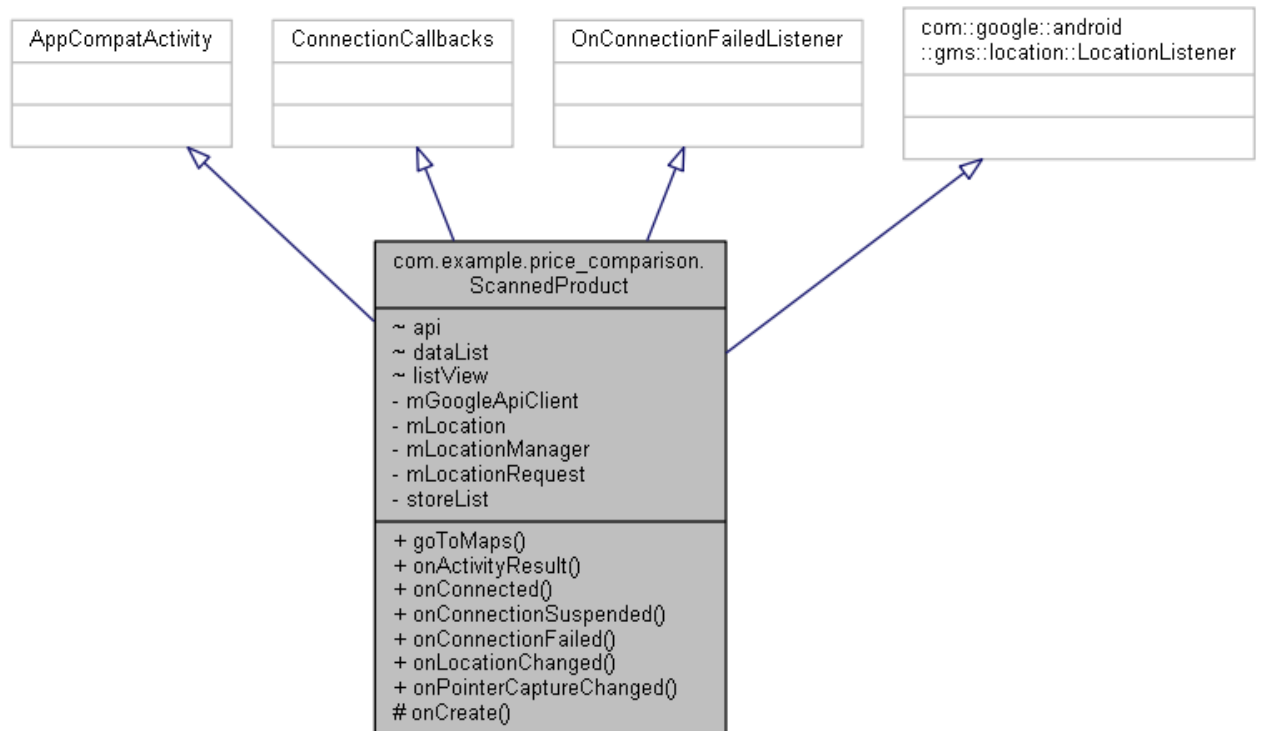 AppCompatActivity
ConnectionCallbacks
OnConnectionFailedListener
com::google::android
::gms::location::LocationListener
com.example.price_comparison.
ScannedProduct
~ api
~ dataList
~ listView
- mGoogleApiClient
- mLocation
- mLocationManager
- mLocationRequest
- storeList
+ goToMaps()
+ onActivityResult()
+ onConnected()
+ onConnectionSuspended()
+ onConnectionFailed()
+ onLocationChanged()
+ onPointerCaptureChanged()
# onCreate()